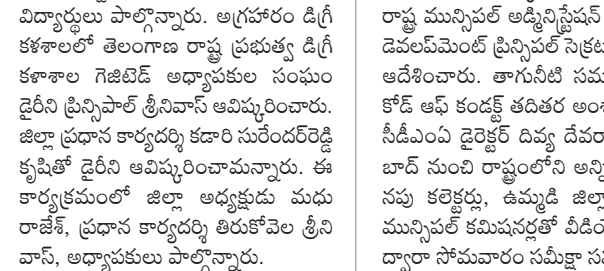 విద్యార్థులు పాల్గొన్నారు. అగ్రహారం డిగ్రీ
కళశాలలో తెలంగాణ రాష్ట్ర ప్రభుత్వ డిగ్రీ
కళాశాల గెజిటెడ్ అధ్యాపకుల సంఘం
డైరీని ప్రిన్సిపాల్ శ్రీనివాస్ ఆవిష్కరించారు.
జిల్లా ప్రధాన కార్యదర్శి కడారి సురేందర్‌రెడ్డి
కృషితో డైరీని ఆవిష్కరించామన్నారు. ఈ
కార్యక్రమంలో జిల్లా అధ్యక్షుడు మధు
రాజేశ్, ప్రధాన కార్యదర్శి తిరుకోవెల శ్రీని
వాస్, అధ్యాపకులు పాల్గొన్నారు.
రాష్ట్ర మున్సిపల్ అడ్మినిస్ట్రేషన్
డెవలప్‌మెంట్ ప్రిన్సిపల్ సెక్రట
ఆదేశించారు. తాగునీటి సమ
కోడ్ ఆఫ్ కండక్ట్ తదితర అంశ
సీడీఎంఏ డైరెక్టర్ దివ్య దేవరా
బాద్ నుంచి రాష్ట్రంలోని అన్ని
నపు కలెక్టర్లు, ఉమ్మడి జిల్లా
మున్సిపల్ కమిషనర్లతో వీడియ
ద్వారా సోమవారం సమీక్షా స